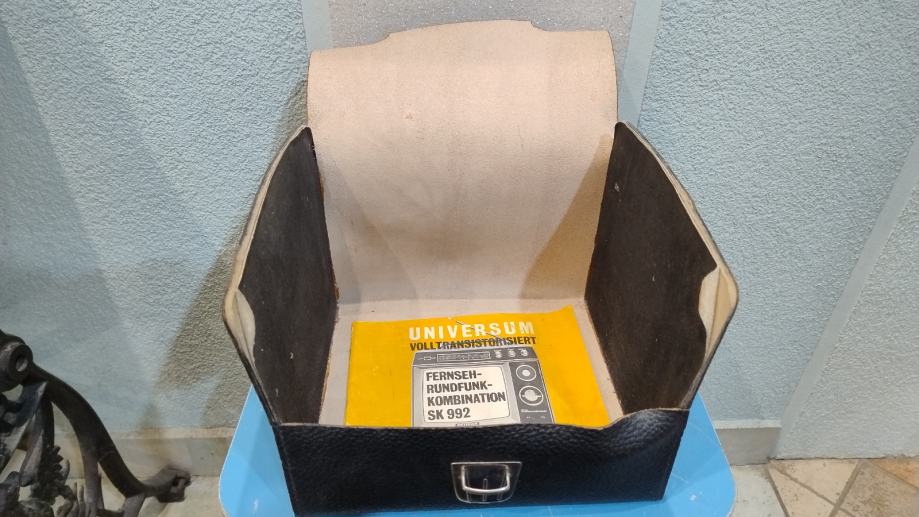 UNIVERSUM
VOLLTRANSISTORISIERT
FERNSEH-
RUNDFUNK-
KOMBINATION
SK 992